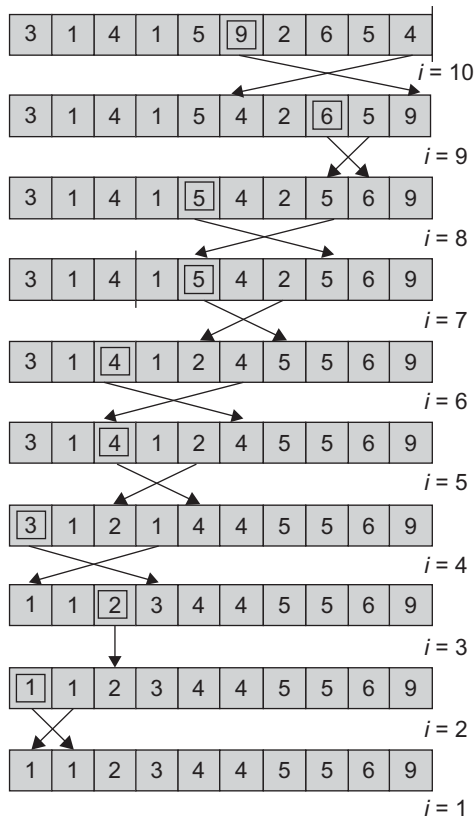 3 1 4 1 5 9 2 6 5 4
i = 10
3 1 4 1 5 4 2 6 5 9
i = 9
3 1 4 1 5 4 2 5 6 9
i = 8
3 1 4 1 5 4 2 5 6 9
i = 7
3 1 4 1 2 4 5 5 6 9
i = 6
3 1 4 1 2 4 5 5 6 9
i = 5
3 1 2 1 4 4 5 5 6 9
i = 4
1 1 2 3 4 4 5 5 6 9
i = 3
1 1 2 3 4 4 5 5 6 9
i = 2
1 1 2 3 4 4 5 5 6 9
i = 1